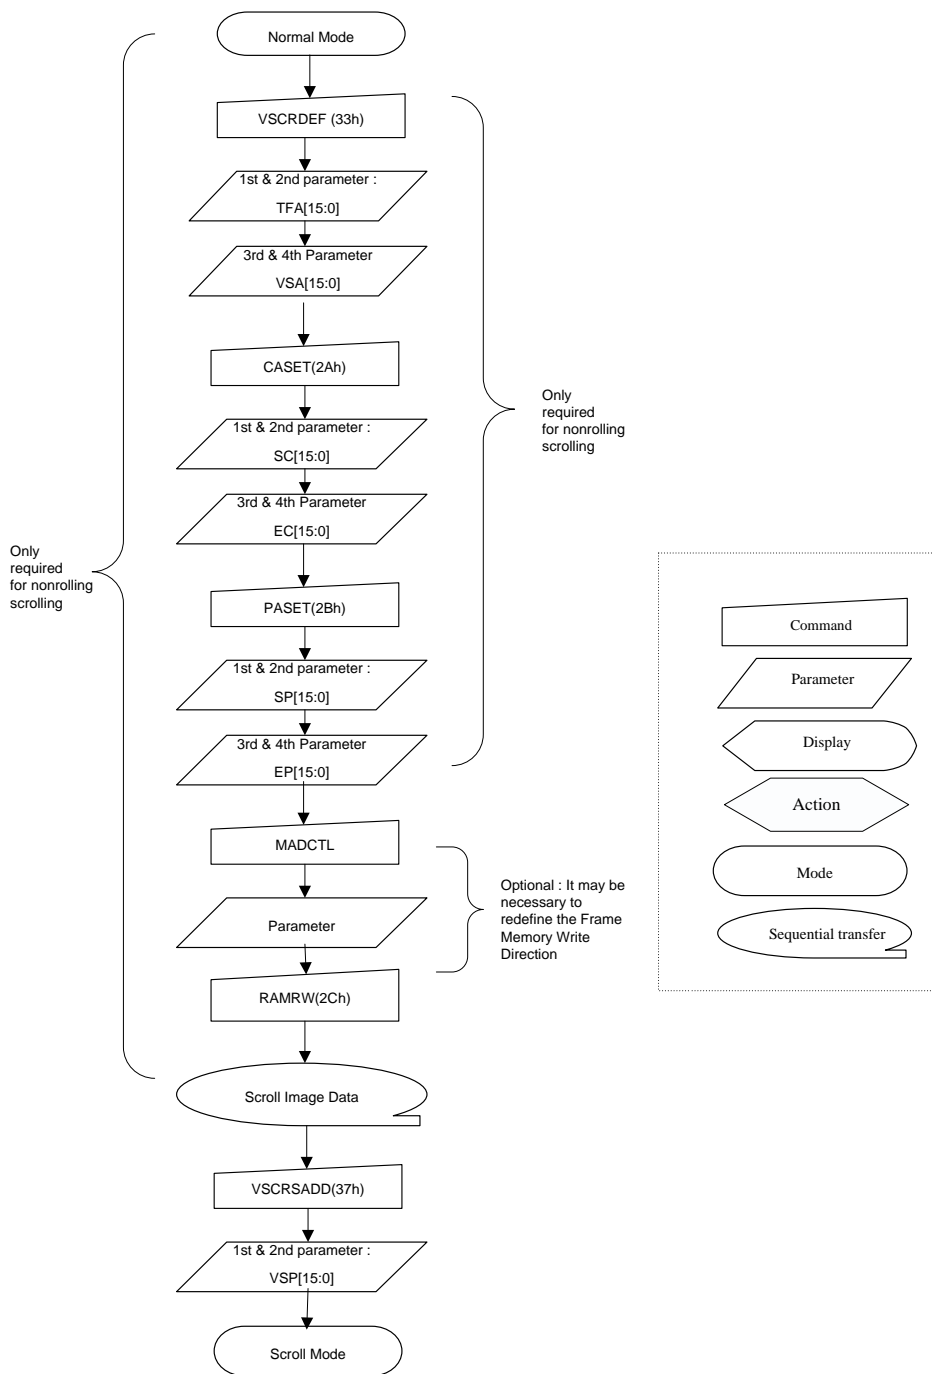 Normal Mode
VSCRDEF (33h)
1st & 2nd parameter :
TFA[15:0]
3rd & 4th Parameter
VSA[15:0]
CASET(2Ah)
1st & 2nd parameter :
SC[15:0]
3rd & 4th Parameter
EC[15:0]
PASET(2Bh)
1st & 2nd parameter :
SP[15:0]
3rd & 4th Parameter
EP[15:0]
MADCTL
Parameter
RAMRW(2Ch)
Scroll Image Data
VSCRSADD(37h)
1st & 2nd parameter :
VSP[15:0]
Scroll Mode
Only
required
for nonrolling
scrolling
Only
required
for nonrolling
scrolling
Optional : It may be
necessary to
redefine the Frame
Memory Write
Direction
Command
Parameter
Display
Action
Mode
Sequential transfer